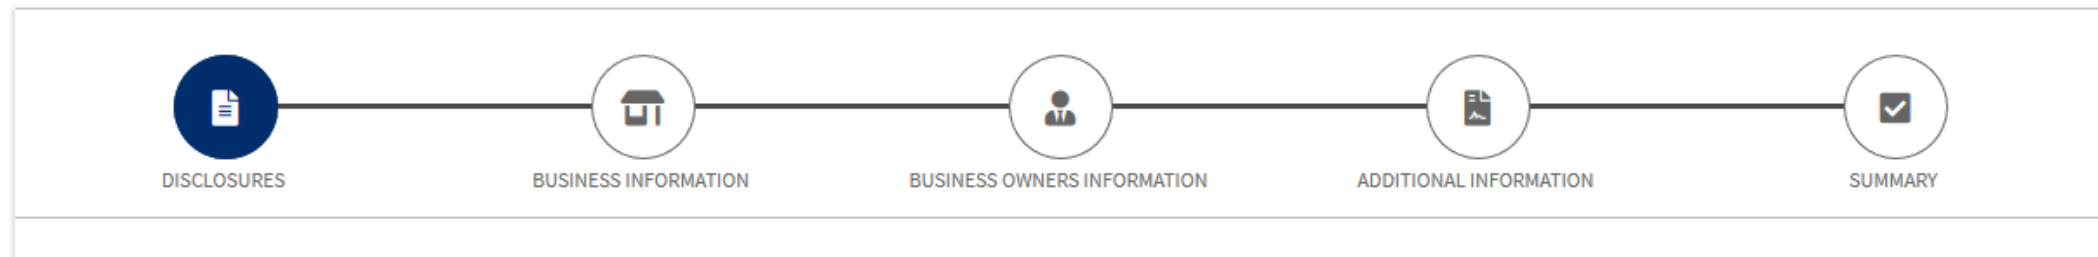 DISCLOSURES
BUSINESS INFORMATION
BUSINESS OWNERS INFORMATION
ADDITIONAL INFORMATION
SUMMARY